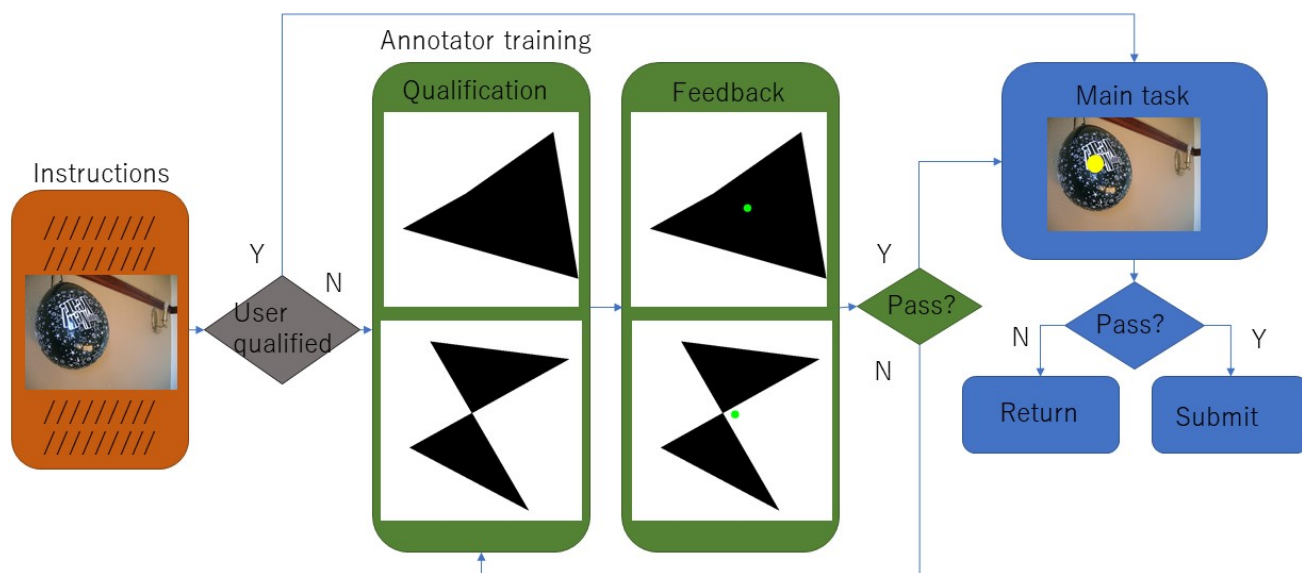 Annotator training
Instructions
Y
N
User
qualified
Qualification
Feedback
Y
Pass?
N
Main task
Pass?
N
Y
Return
Submit